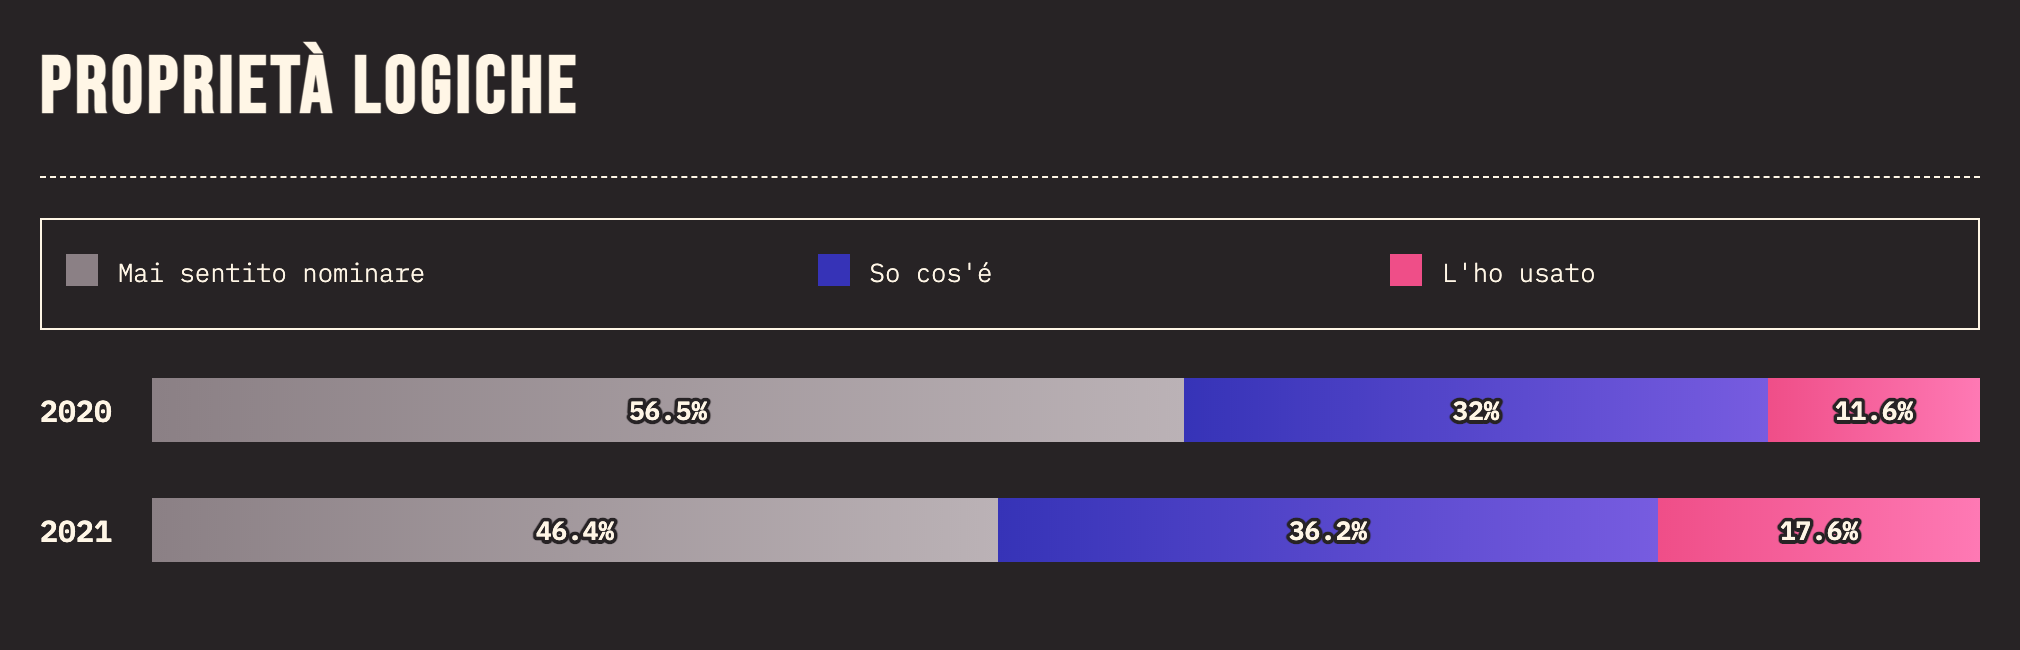 PROPRIETÀ LOGICHE
Mai sentito nominare
So cos'é
L'ho usato
2020
56.5%
32%
11.6%
2021
46.4%
36.2%
17.6%